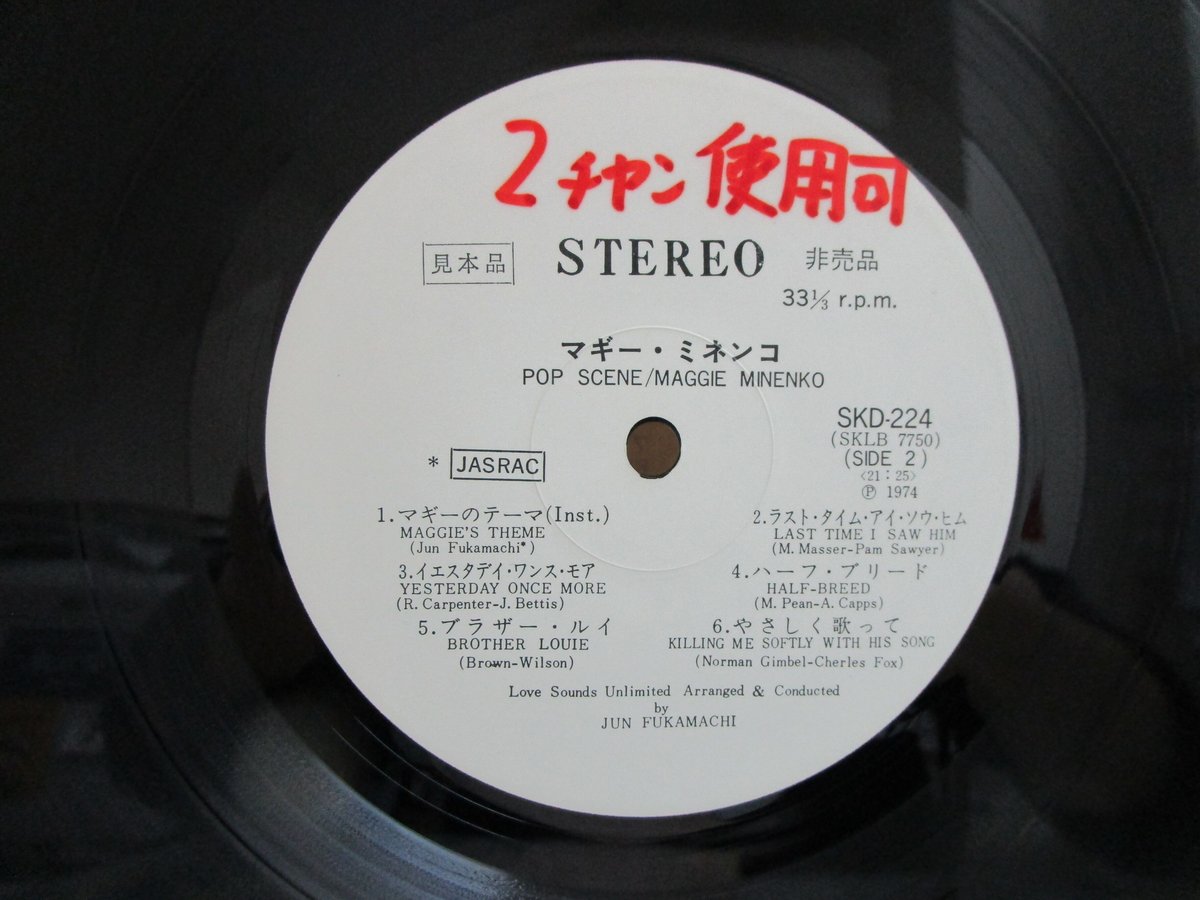 2チャン使用可
見本品 STEREO 非売品
33⅓ r.p.m.
マギー・ミネンコ
POP SCENE/MAGGIE MINENKO
SKD-224
(SKLB 7750)
(SIDE 2)
<21:25>
Ⓟ 1974
* JASRAC
1.マギーのテーマ(Inst.)
MAGGIE'S THEME
(Jun Fukamachi*)
2.ラスト・タイム・アイ・ソウ・ヒム
LAST TIME I SAW HIM
(M. Masser-Pam Sawyer)
3.イエスタデイ・ワンス・モア
YESTERDAY ONCE MORE
(R. Carpenter-J. Bettis)
4.ハーフ・ブリード
HALF-BREED
(M. Pean-A. Capps)
5.ブラザー・ルイ
BROTHER LOUIE
(Brown-Wilson)
6.やさしく歌って
KILLING ME SOFTLY WITH HIS SONG
(Norman Gimbel-Cherles Fox)
Love Sounds Unlimited Arranged & Conducted
by
JUN FUKAMACHI